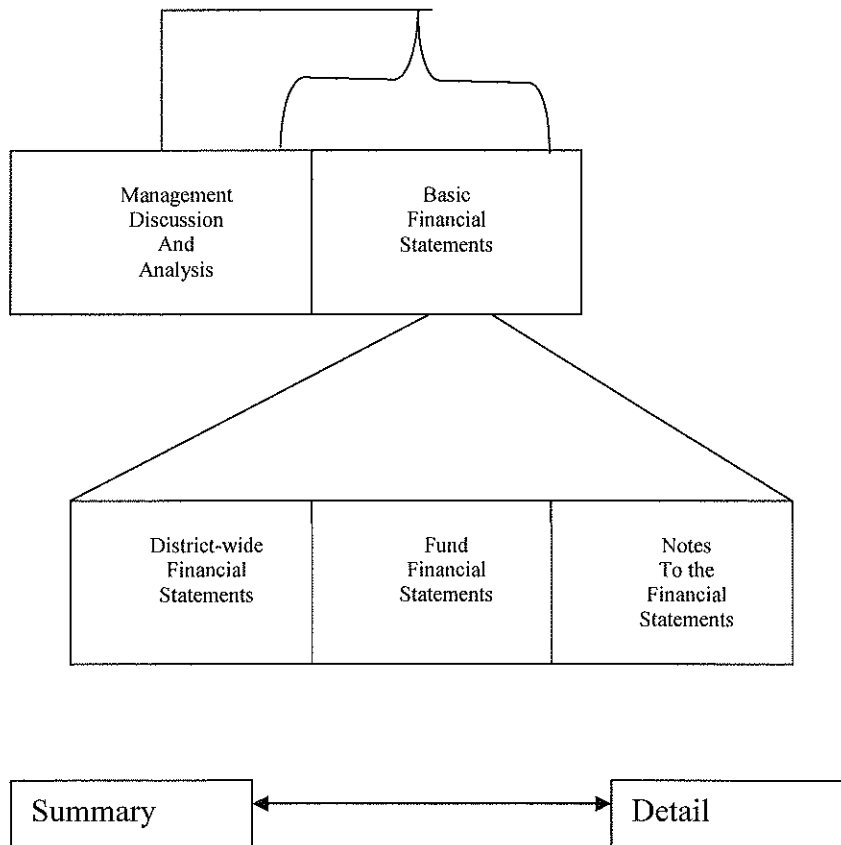 Management
Discussion
And
Analysis
Basic
Financial
Statements
District-wide
Financial
Statements
Fund
Financial
Statements
Notes
To the
Financial
Statements
Summary
Detail